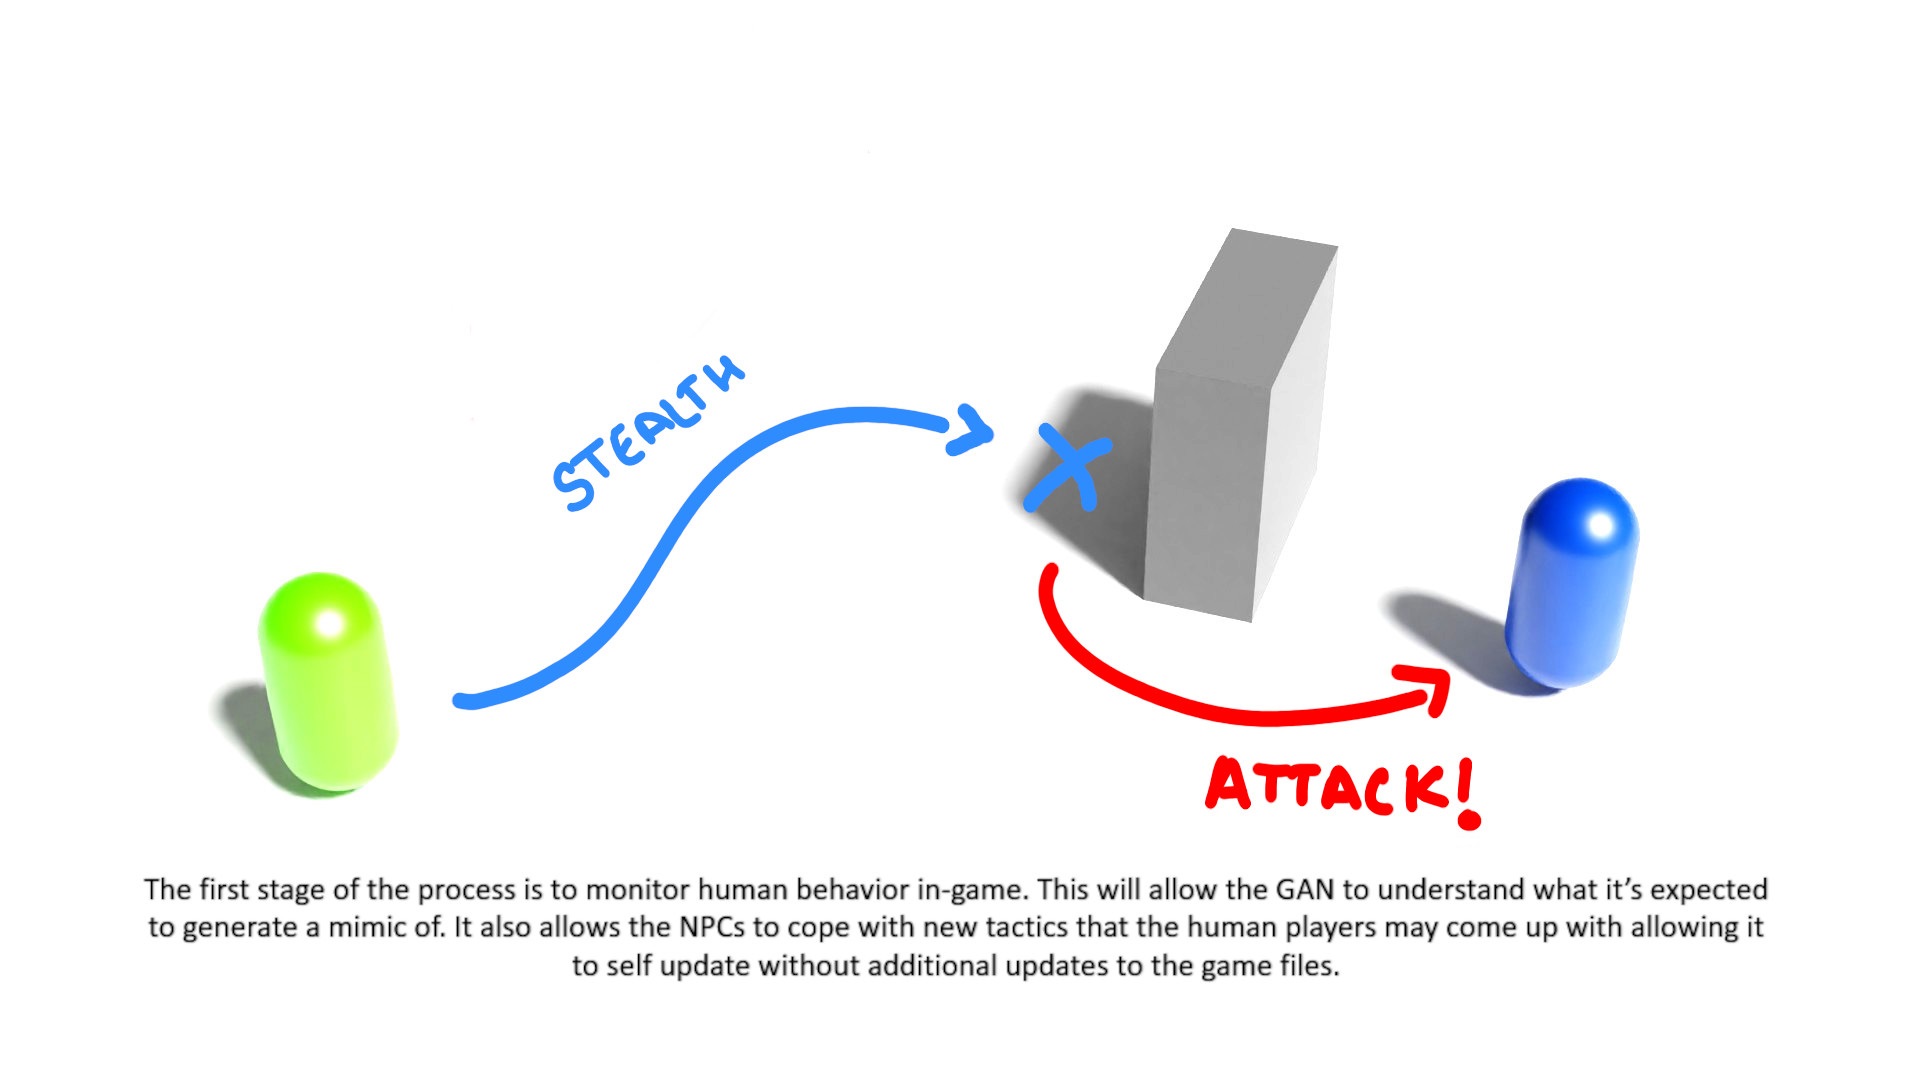 STEALTH
ATTACK!
The first stage of the process is to monitor human behavior in-game. This will allow the GAN to understand what it's expected
to generate a mimic of. It also allows the NPCs to cope with new tactics that the human players may come up with allowing it
to self update without additional updates to the game files.